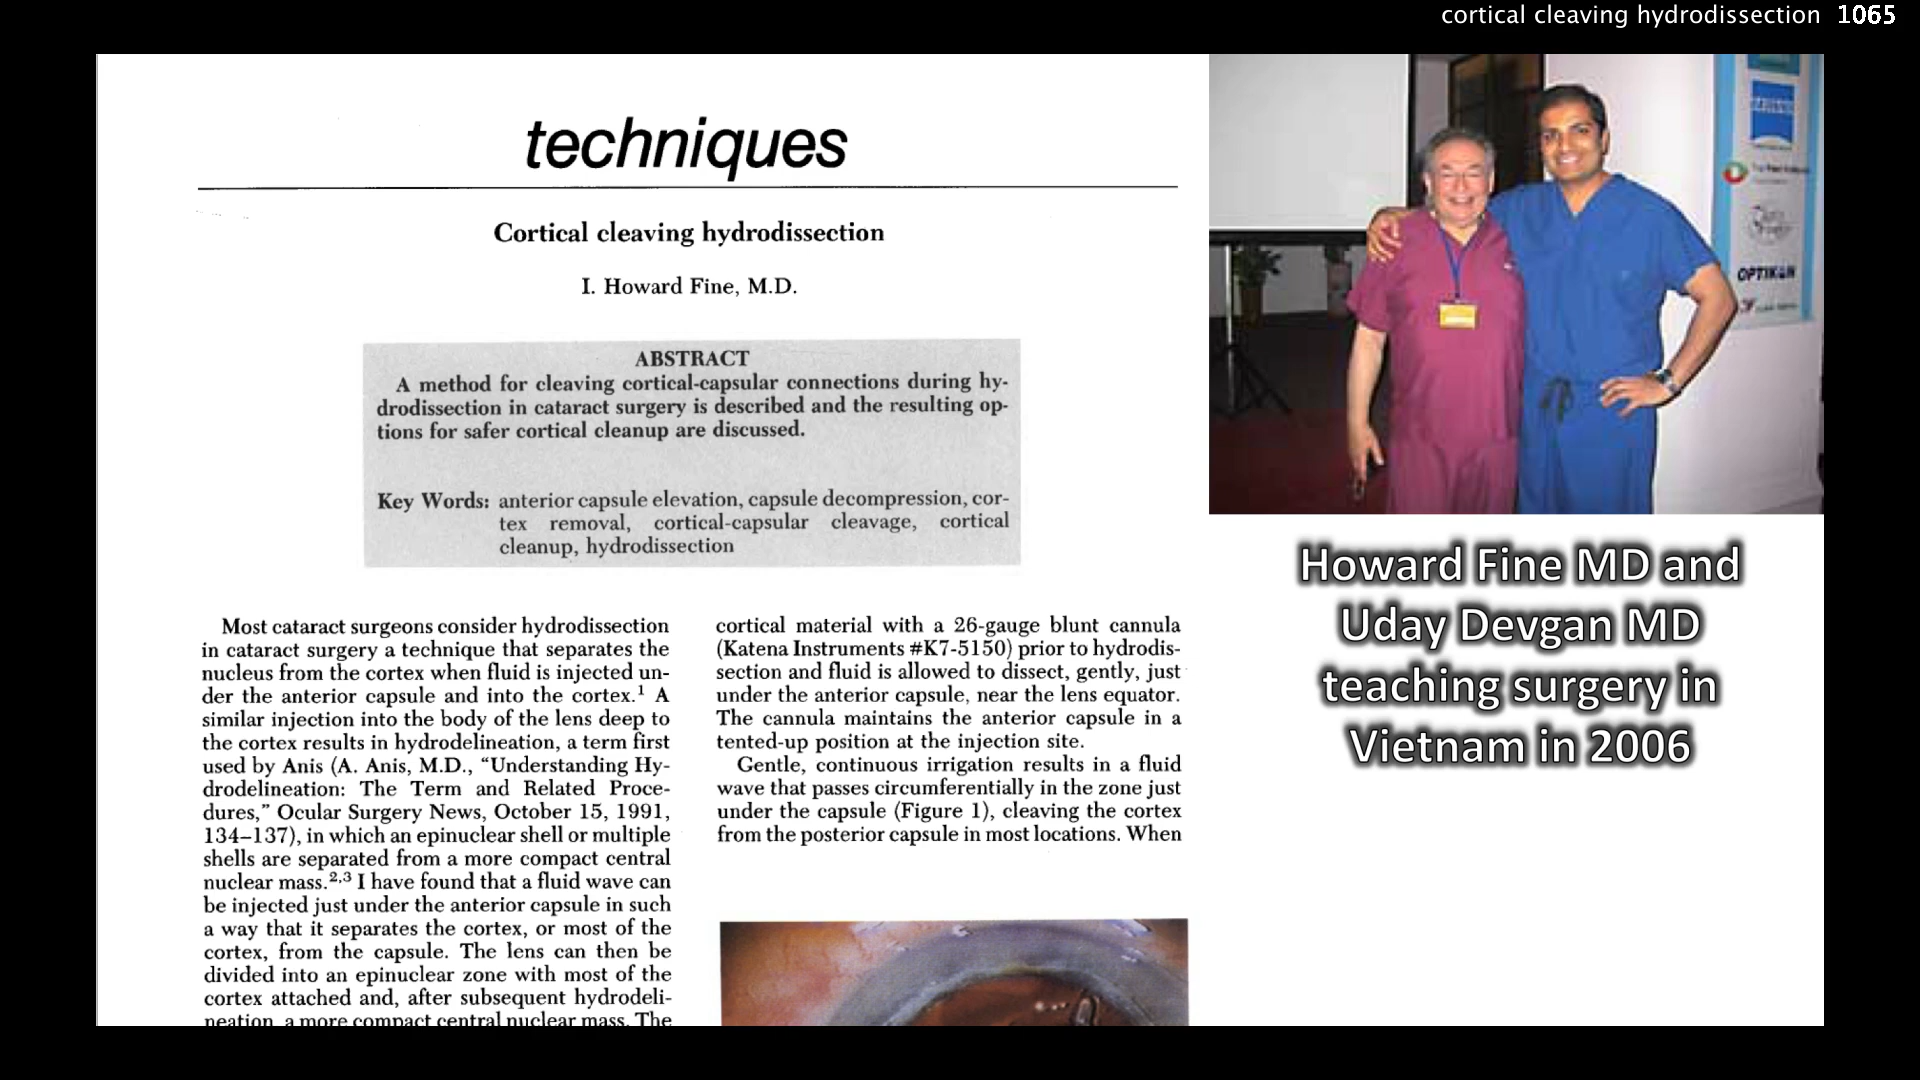 cortical cleaving hydrodissection 1065
techniques
Cortical cleaving hydrodissection
I. Howard Fine, M.D.
ABSTRACT
A method for cleaving cortical-capsular connections during hy-
drodissection in cataract surgery is described and the resulting op-
tions for safer cortical cleanup are discussed.
Key Words: anterior capsule elevation, capsule decompression, cor-
tex removal, cortical-capsular cleavage, cortical
cleanup, hydrodissection
Most cataract surgeons consider hydrodissection
in cataract surgery a technique that separates the
nucleus from the cortex when fluid is injected un-
der the anterior capsule and into the cortex.¹ A
similar injection into the body of the lens deep to
the cortex results in hydrodelineation, a term first
used by Anis (A. Anis, M.D., “Understanding Hy-
drodelineation: The Term and Related Proce-
dures,” Ocular Surgery News, October 15, 1991,
134–137), in which an epinuclear shell or multiple
shells are separated from a more compact central
nuclear mass.²,³ I have found that a fluid wave can
be injected just under the anterior capsule in such
a way that it separates the cortex, or most of the
cortex, from the capsule. The lens can then be
divided into an epinuclear zone with most of the
cortex attached and, after subsequent hydrodeli-
neation, a more compact central nuclear mass. The
cortical material with a 26-gauge blunt cannula
(Katena Instruments #K7-5150) prior to hydrodis-
section and fluid is allowed to dissect, gently, just
under the anterior capsule, near the lens equator.
The cannula maintains the anterior capsule in a
tented-up position at the injection site.
Gentle, continuous irrigation results in a fluid
wave that passes circumferentially in the zone just
under the capsule (Figure 1), cleaving the cortex
from the posterior capsule in most locations. When
OPTIKON
Howard Fine MD and
Uday Devgan MD
teaching surgery in
Vietnam in 2006